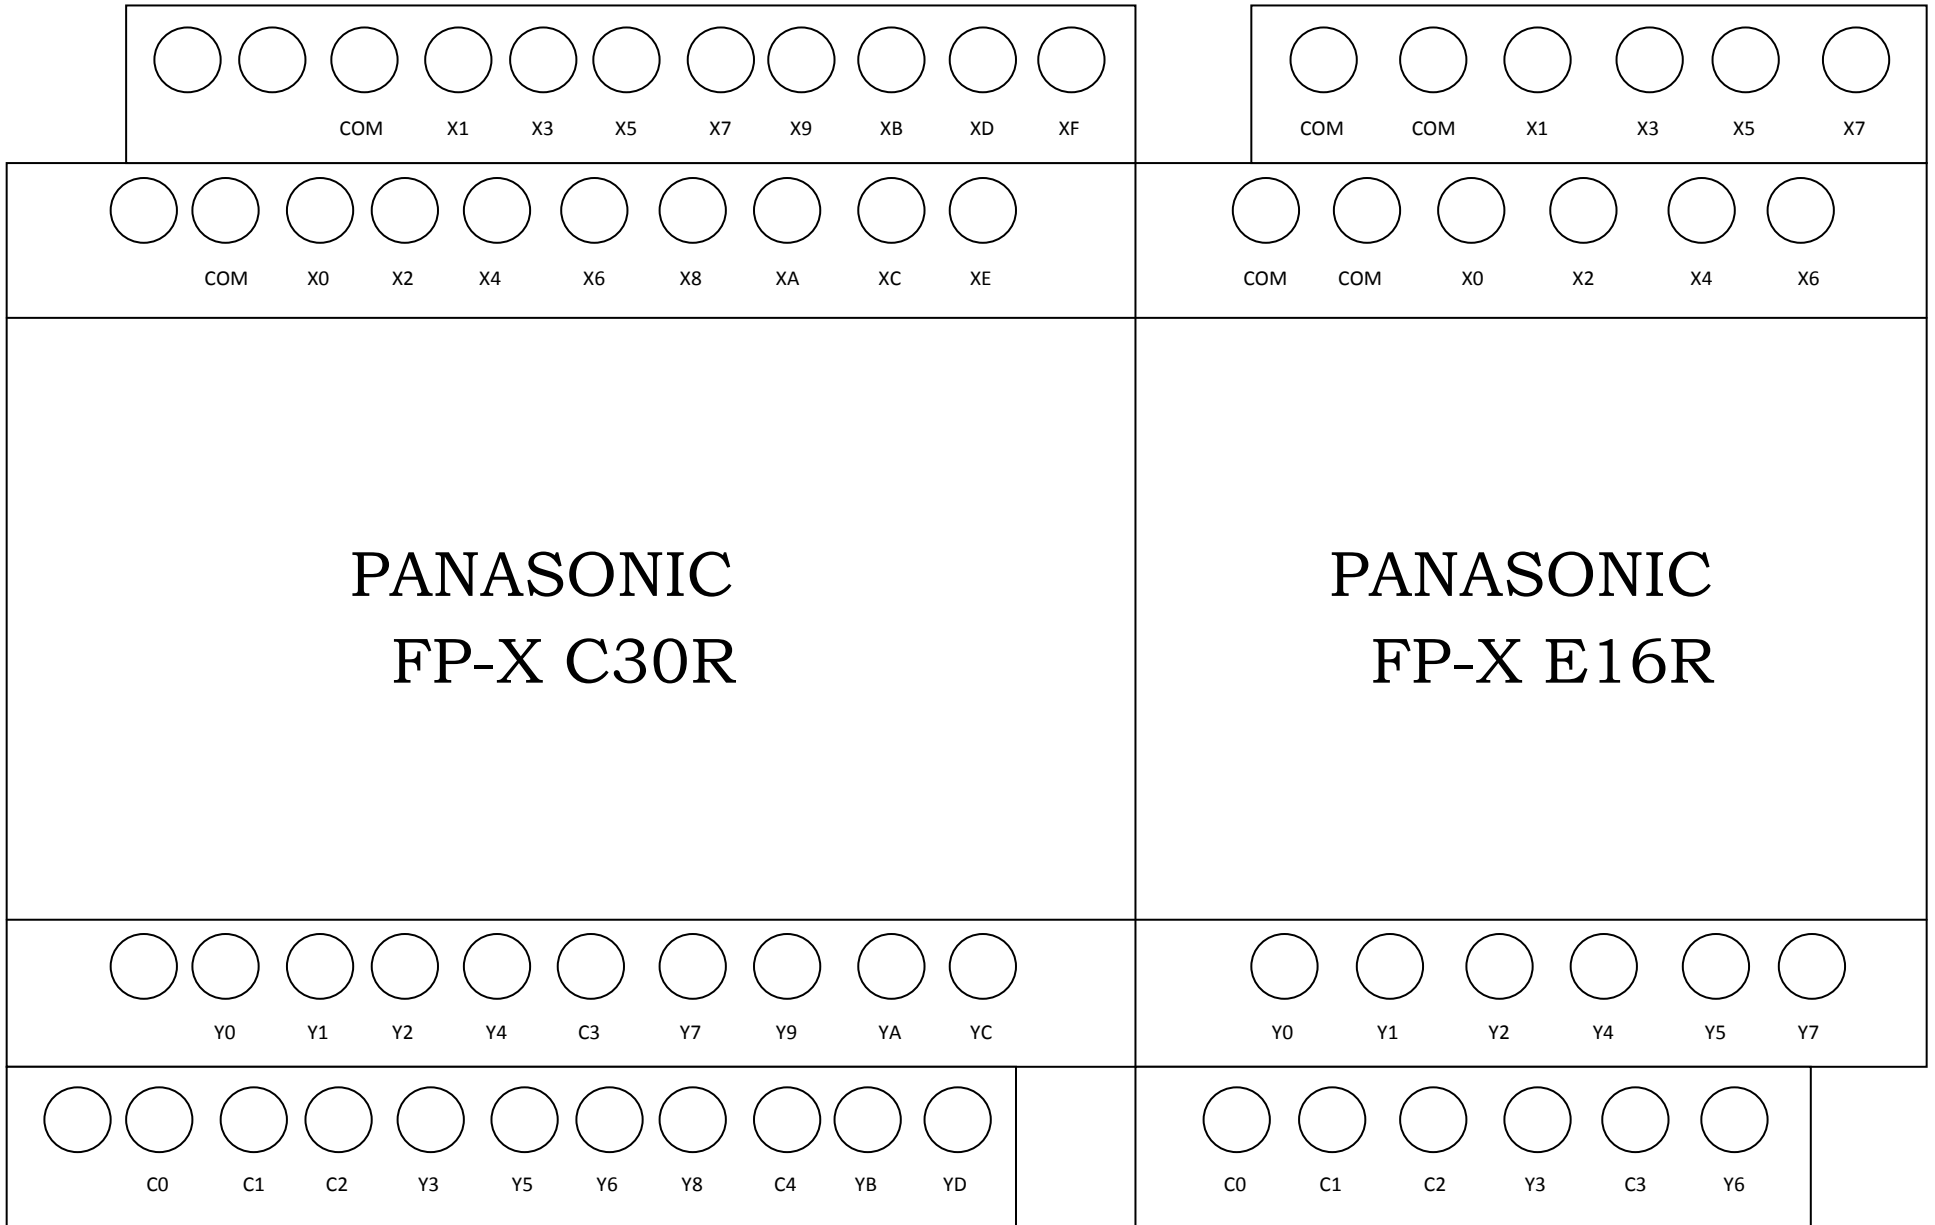 COM X1 X3 X5 X7 X9 XB XD XF
COM COM X1 X3 X5 X7
COM X0 X2 X4 X6 X8 XA XC XE
COM COM X0 X2 X4 X6
PANASONIC
FP-X C30R
PANASONIC
FP-X E16R
Y0 Y1 Y2 Y4 C3 Y7 Y9 YA YC
Y0 Y1 Y2 Y4 Y5 Y7
C0 C1 C2 Y3 Y5 Y6 Y8 C4 YB YD
C0 C1 C2 Y3 C3 Y6